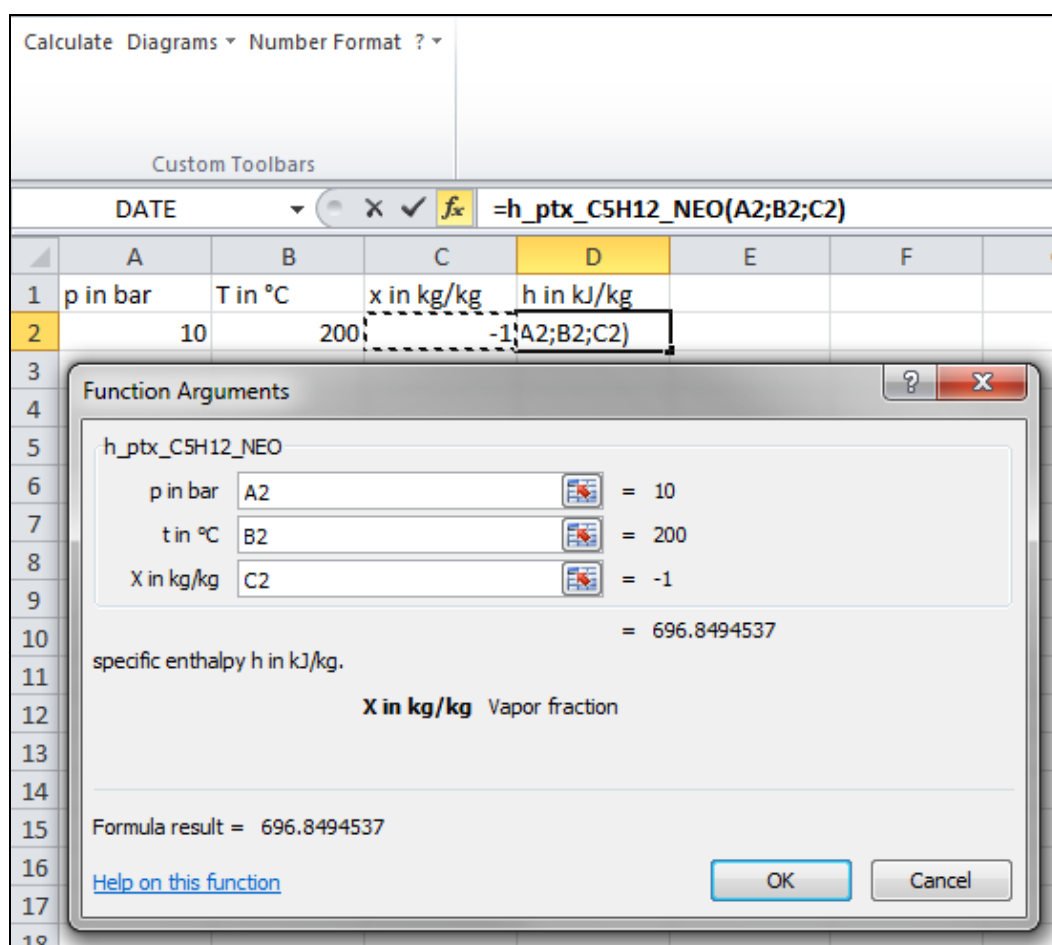 Calculate Diagrams Number Format ?
Custom Toolbars
DATE fx =h_ptx_C5H12_NEO(A2;B2;C2)
A B C D E F
1 p in bar T in °C x in kg/kg h in kJ/kg
2 10 200 -1 A2;B2;C2)
3
Function Arguments ? X
4
5 h_ptx_C5H12_NEO
6 p in bar A2 = 10
7 t in °C B2 = 200
8 X in kg/kg C2 = -1
9
10 = 696.8494537
specific enthalpy h in kJ/kg.
11
12 X in kg/kg Vapor fraction
13
14
15 Formula result = 696.8494537
16 Help on this function OK Cancel
17
18